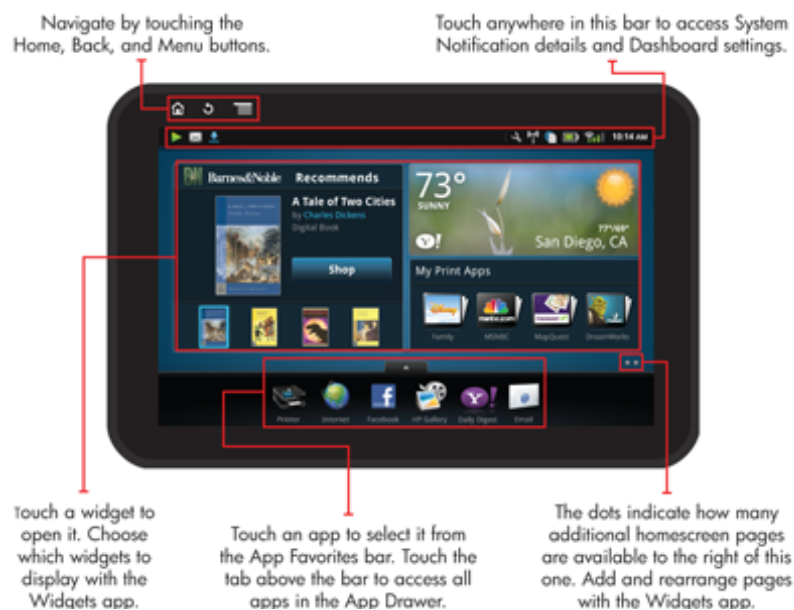 Navigate by touching the
Home, Back, and Menu buttons.
Touch anywhere in this bar to access System
Notification details and Dashboard settings.
10:14 AM
Barnes&Noble Recommends
A Tale of Two Cities
by Charles Dickens
Digital Book
Shop
73°
SUNNY
Y!
77°/69°
San Diego, CA
My Print Apps
Family
MSNBC
MapQuest
DreamWorks
Printer
Internet
Facebook
HP Gallery
Daily Digest
Email
Touch a widget to
open it. Choose
which widgets to
display with the
Widgets app.
Touch an app to select it from
the App Favorites bar. Touch the
tab above the bar to access all
apps in the App Drawer.
The dots indicate how many
additional homescreen pages
are available to the right of this
one. Add and rearrange pages
with the Widgets app.